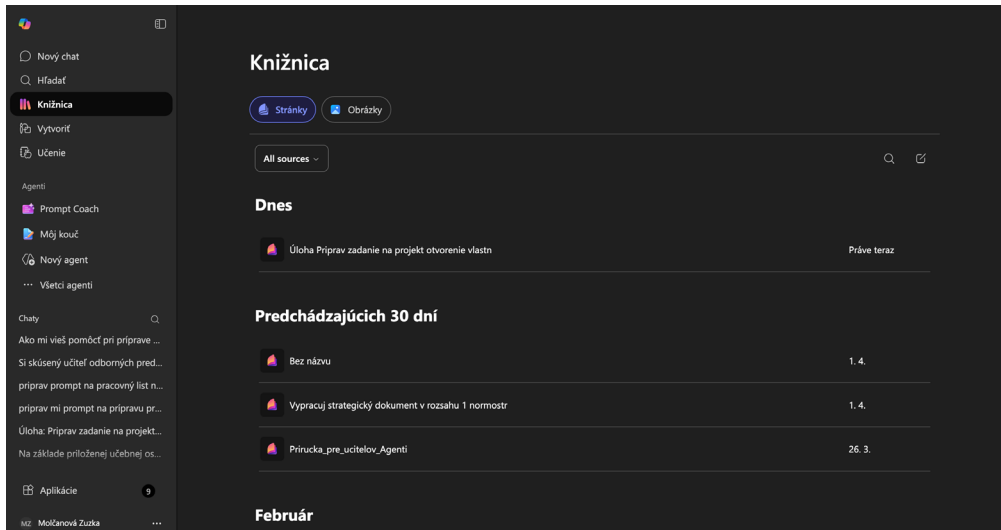 Nový chat
Hľadať
Knižnica
Vytvoriť
Učenie
Agenti
Prompt Coach
Môj kouč
Nový agent
Všetci agenti
Chaty
Ako mi vieš pomôcť pri príprave ...
Si skúsený učiteľ odborných pred...
priprav prompt na pracovný list n...
priprav mi prompt na prípravu pr...
Úloha: Priprav zadanie na projekt...
Na základe priloženej učebnej os...
Aplikácie 9
MZ Molčanová Zuzka ...
Knižnica
Stránky Obrázky
All sources
Dnes
Úloha Priprav zadanie na projekt otvorenie vlastn Práve teraz
Predchádzajúcich 30 dní
Bez názvu 1. 4.
Vypracuj strategický dokument v rozsahu 1 normostr 1. 4.
Prirucka_pre_ucitelov_Agenti 26. 3.
Február